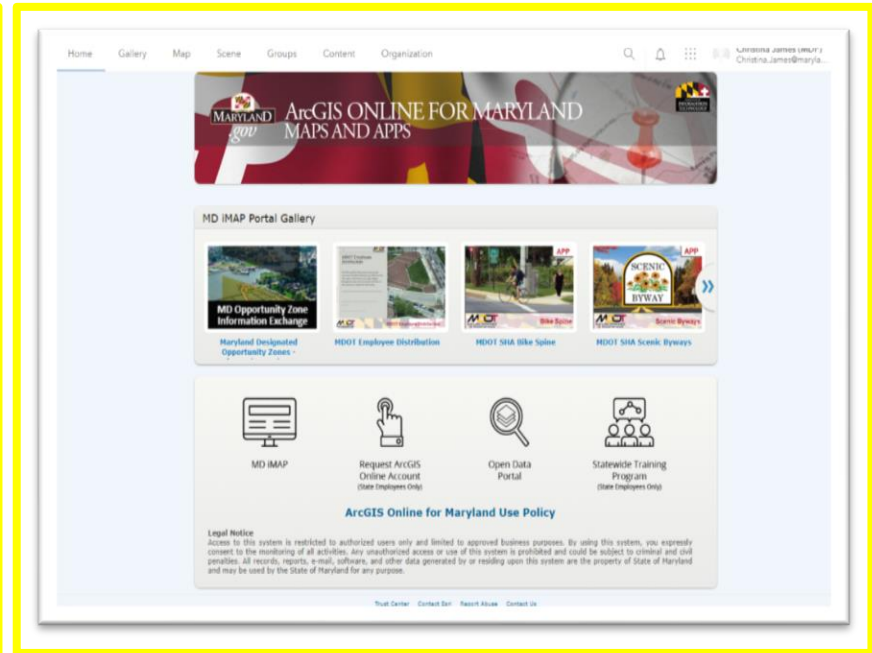 Home Gallery Map Scene Groups Content Organization
Christina James (MDP)
Christina.James@maryla...
MARYLAND
.gov
ArcGIS ONLINE FOR MARYLAND
MAPS AND APPS
MD iMAP Portal Gallery
MD Opportunity Zone
Information Exchange
APP
Bike Spine
APP
SCENIC
BYWAY
Scenic Byways
Maryland Designated
Opportunity Zones -
MDOT Employee Distribution
MDOT SHA Bike Spine
MDOT SHA Scenic Byways
MD iMAP
Request ArcGIS
Online Account
(State Employees Only)
Open Data
Portal
Statewide Training
Program
(State Employees Only)
ArcGIS Online for Maryland Use Policy
Legal Notice
Access to this system is restricted to authorized users only and limited to approved business purposes. By using this system, you expressly
consent to the monitoring of all activities. Any unauthorized access or use of this system is prohibited and could be subject to criminal and civil
penalties. All records, reports, e-mail, software, and other data generated by or residing upon this system are the property of State of Maryland
and may be used by the State of Maryland for any purpose.
Trust Center Contact Esri Report Abuse Contact Us